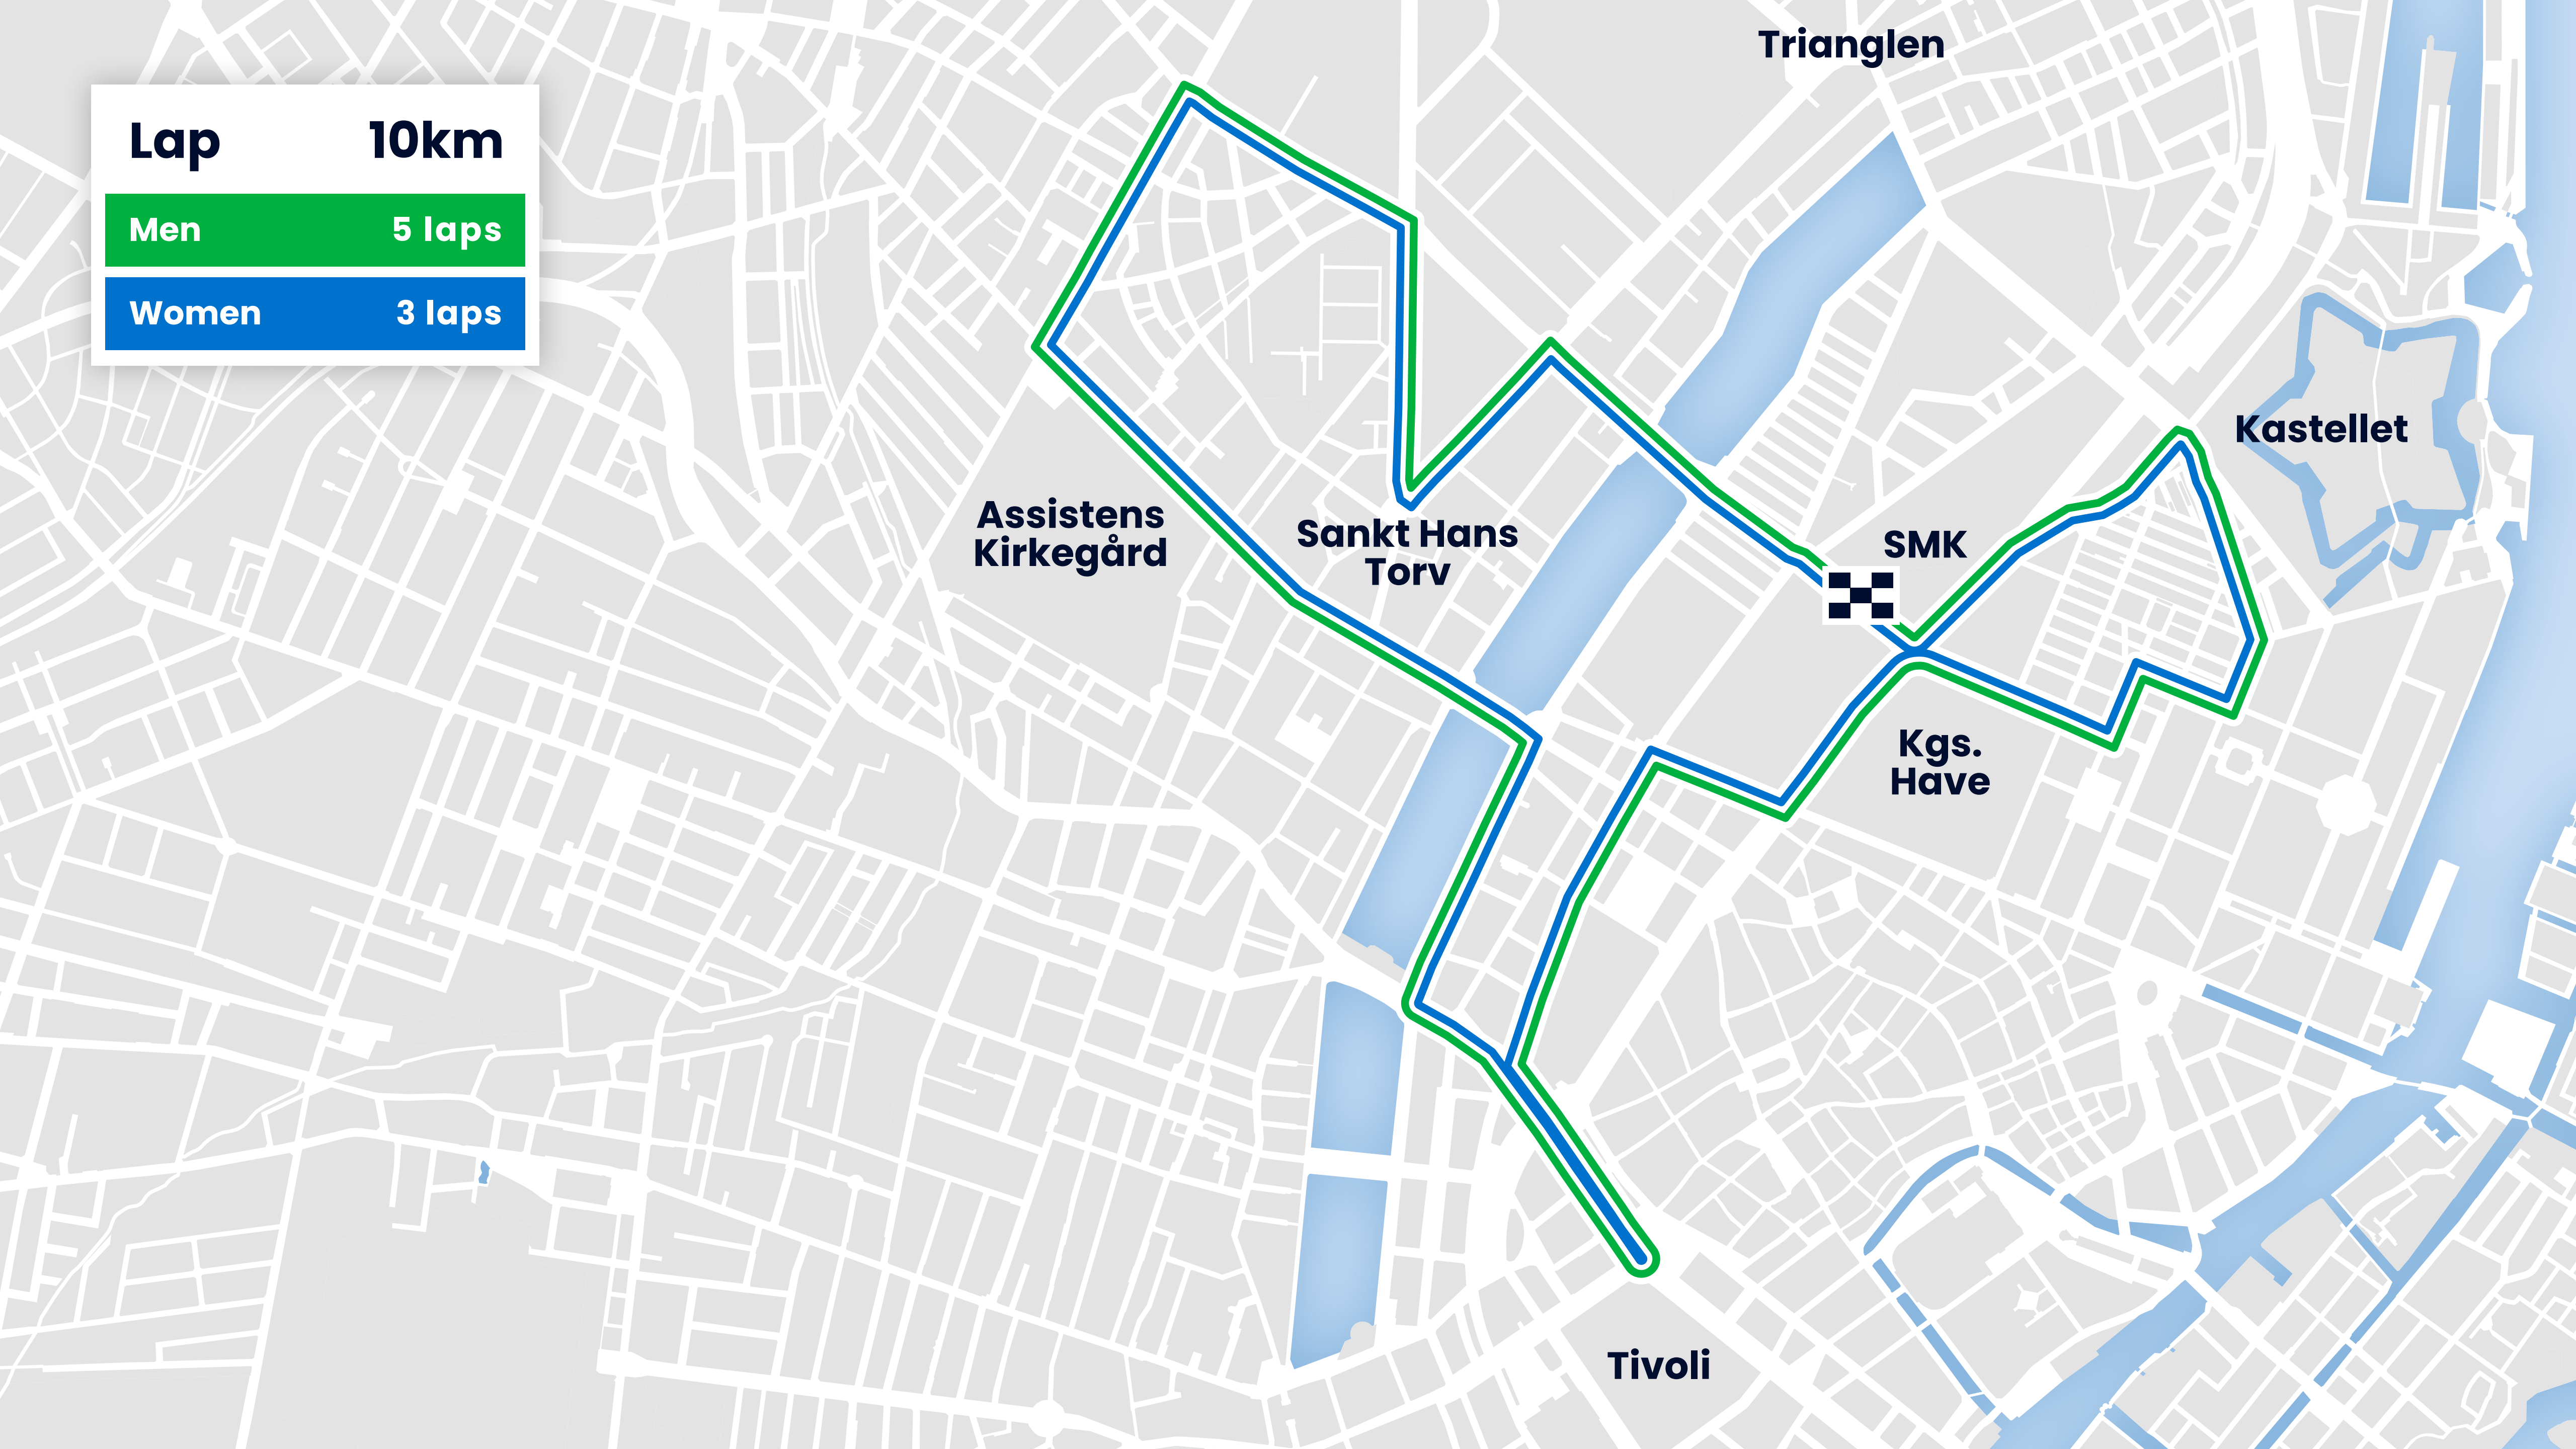 Trianglen
Lap 10km
Men 5 laps
Women 3 laps
Kastellet
Assistens
Kirkegård
Sankt Hans
Torv
SMK
Kgs.
Have
Tivoli